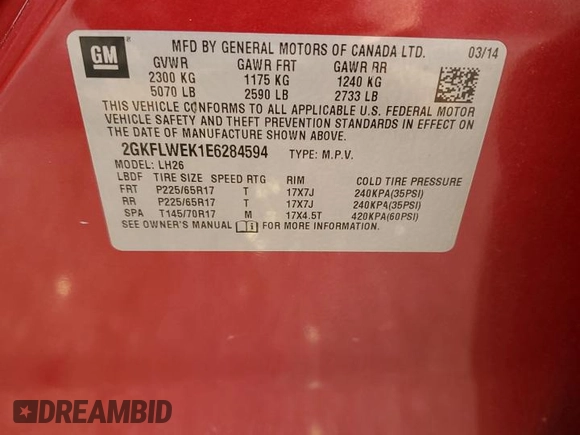 GM
MFD BY GENERAL MOTORS OF CANADA LTD. 03/14
GVWR GAWR FRT GAWR RR
2300 KG 1175 KG 1240 KG
5070 LB 2590 LB 2733 LB
THIS VEHICLE CONFORMS TO ALL APPLICABLE U.S. FEDERAL MOTOR
VEHICLE SAFETY AND THEFT PREVENTION STANDARDS IN EFFECT ON
THE DATE OF MANUFACTURE SHOWN ABOVE.
2GKFLWEK1E6284594 TYPE: M.P.V.
MODEL: LH26
LBDF TIRE SIZE SPEED RTG RIM COLD TIRE PRESSURE
FRT P225/65R17 T 17X7J 240KPA(35PSI)
RR P225/65R17 T 17X7J 240KPA(35PSI)
SPA T145/70R17 M 17X4.5T 420KPA(60PSI)
SEE OWNER'S MANUAL FOR MORE INFORMATION
DREAMBID